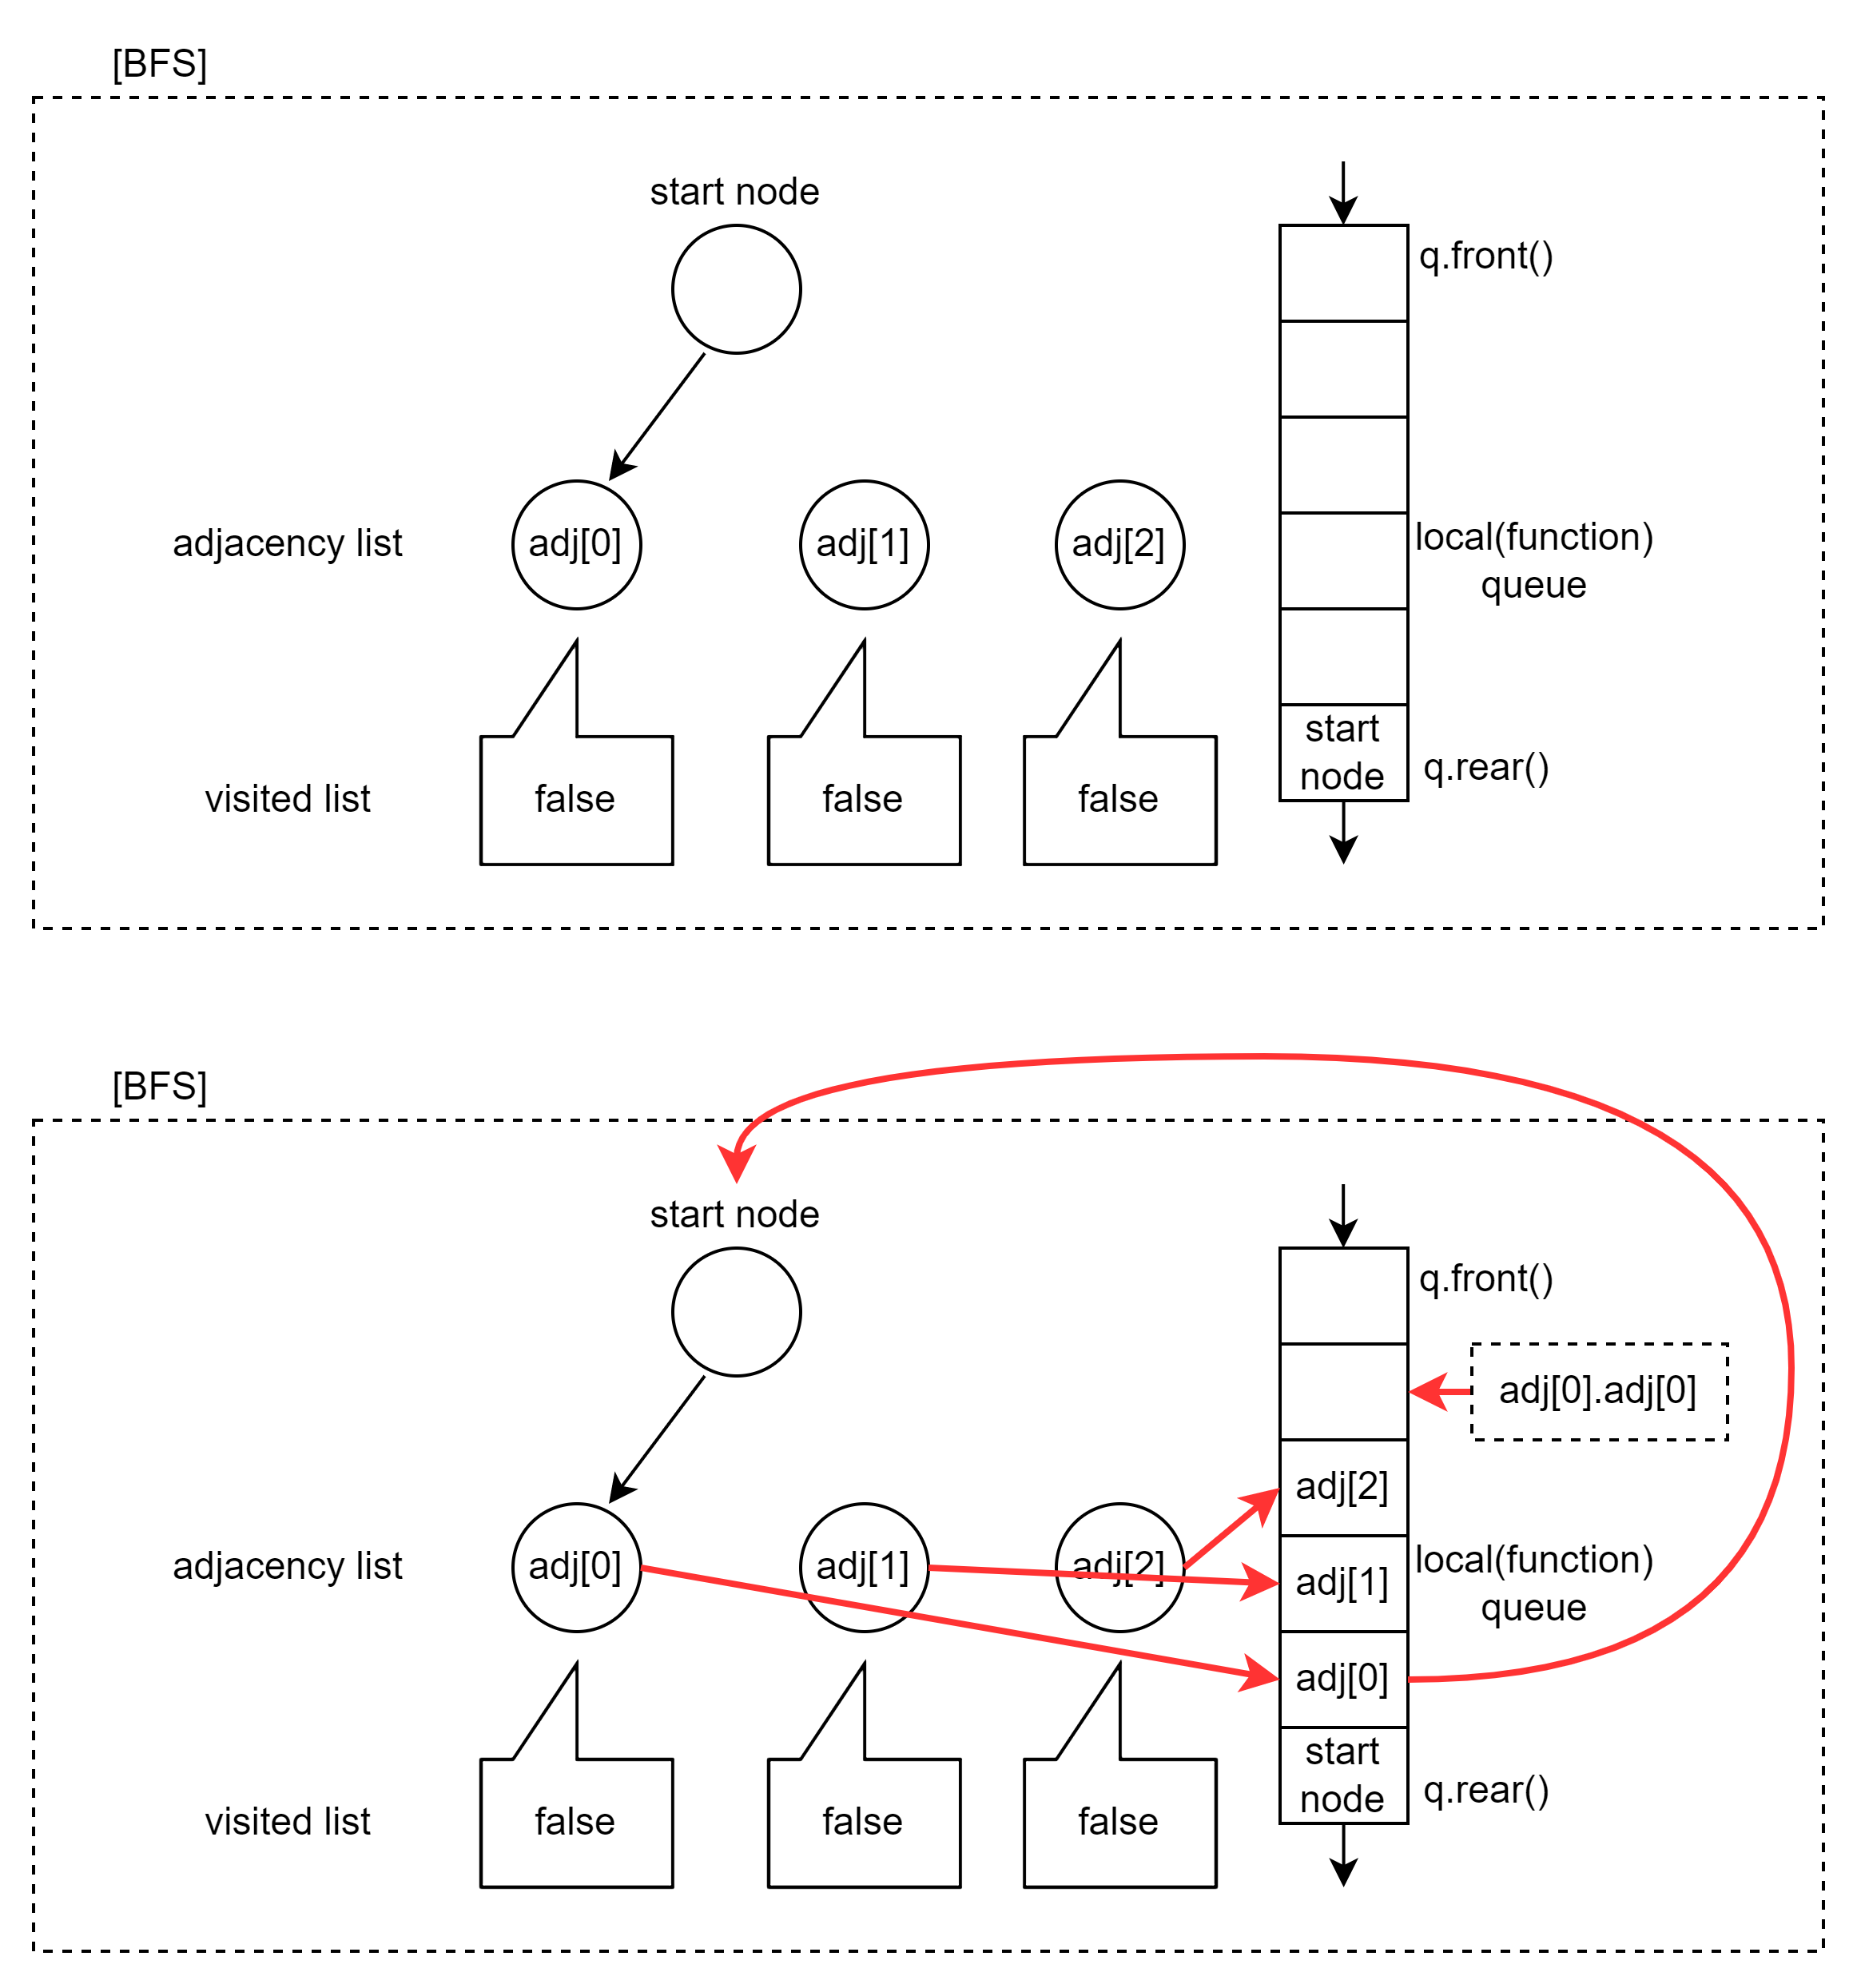 [BFS]
start node
q.front()
adjacency list
adj[0]
adj[1]
adj[2]
local(function)
queue
visited list
false
false
false
start
node
q.rear()
[BFS]
start node
q.front()
adj[0].adj[0]
adj[2]
adjacency list
adj[0]
adj[1]
adj[2]
adj[1]
local(function)
queue
adj[0]
visited list
false
false
false
start
node
q.rear()